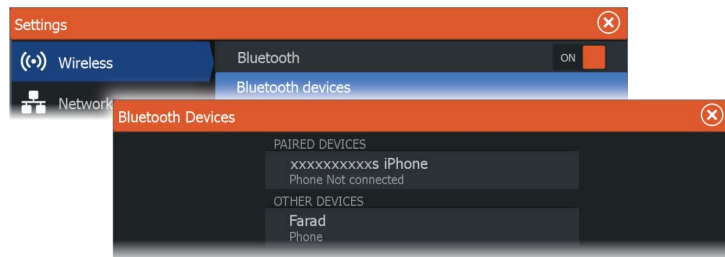 Settings
Wireless
Bluetooth
ON
Network
Bluetooth devices
Bluetooth Devices
PAIRED DEVICES
xxxxxxxxxxs iPhone
Phone Not connected
OTHER DEVICES
Farad
Phone